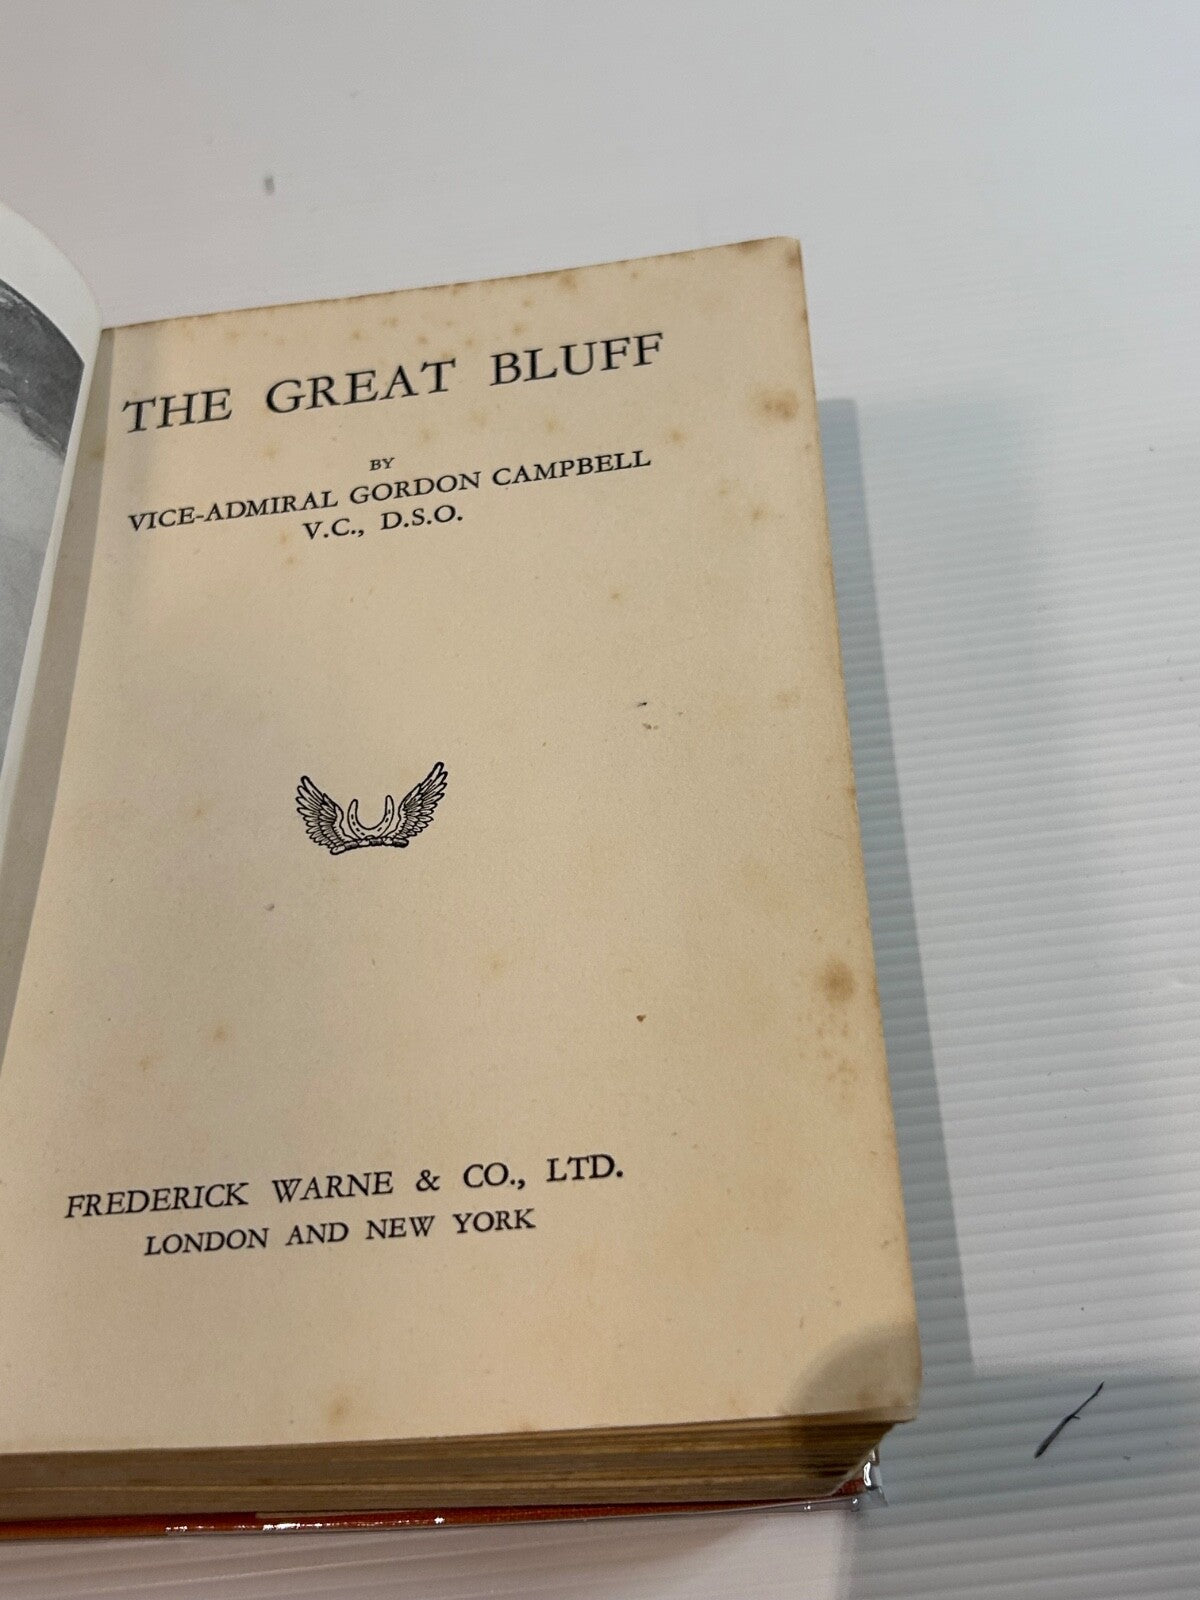 THE GREAT BLUFF
BY
VICE-ADMIRAL GORDON CAMPBELL
V.C., D.S.O.
FREDERICK WARNE & CO., LTD.
LONDON AND NEW YORK